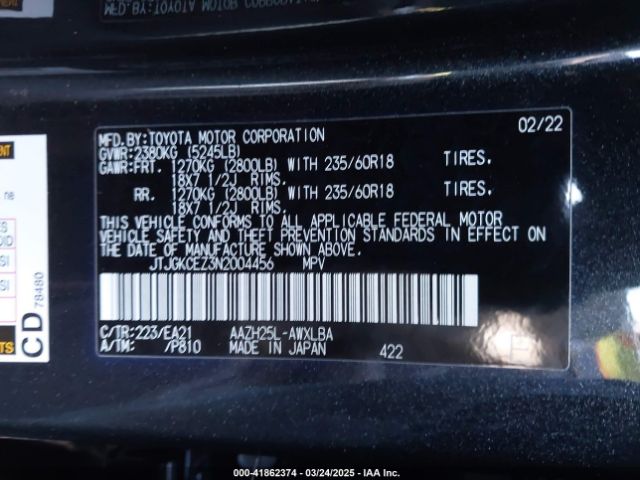 MFD.BY:TOYOTA MOTOR CORPORATION 02/22
GVWR:2380KG (5245LB)
GAWR:FRT. 1270KG (2800LB) WITH 235/60R18 TIRES.
18X7 1/2J RIMS.
RR. 1270KG (2800LB) WITH 235/60R18 TIRES.
18X7 1/2J RIMS.
THIS VEHICLE CONFORMS TO ALL APPLICABLE FEDERAL MOTOR
VEHICLE SAFETY AND THEFT PREVENTION STANDARDS IN EFFECT ON
THE DATE OF MANUFACTURE SHOWN ABOVE.
JTJGKCEZ3N2004456 MPV
C/TR:223/EA21 AAZH25L-AWXLBA
A/TM: /P810 MADE IN JAPAN 422
CD
78480
000-41862374 - 03/24/2025 - IAA Inc.